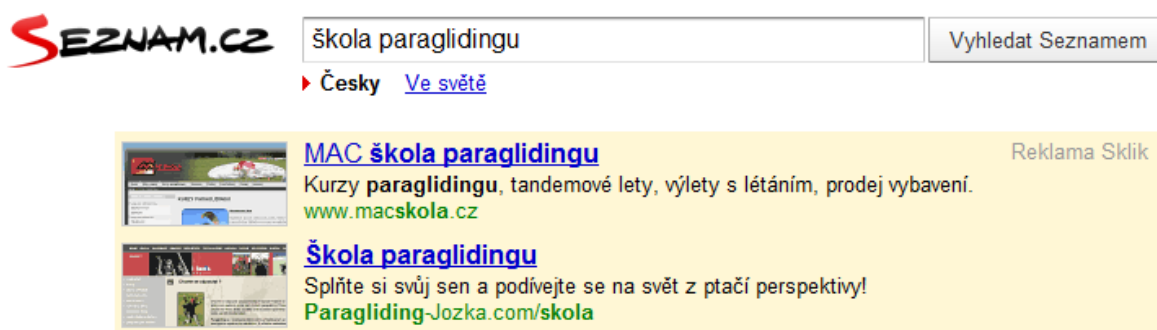 SEZNAM.CZ
škola paraglidingu
Vyhledat Seznamem
Česky Ve světě
MAC škola paraglidingu
Reklama Sklik
Kurzy paraglidingu, tandemové lety, výlety s létáním, prodej vybavení.
www.macskola.cz
Škola paraglidingu
Splňte si svůj sen a podívejte se na svět z ptačí perspektivy!
Paragliding-Jozka.com/skola